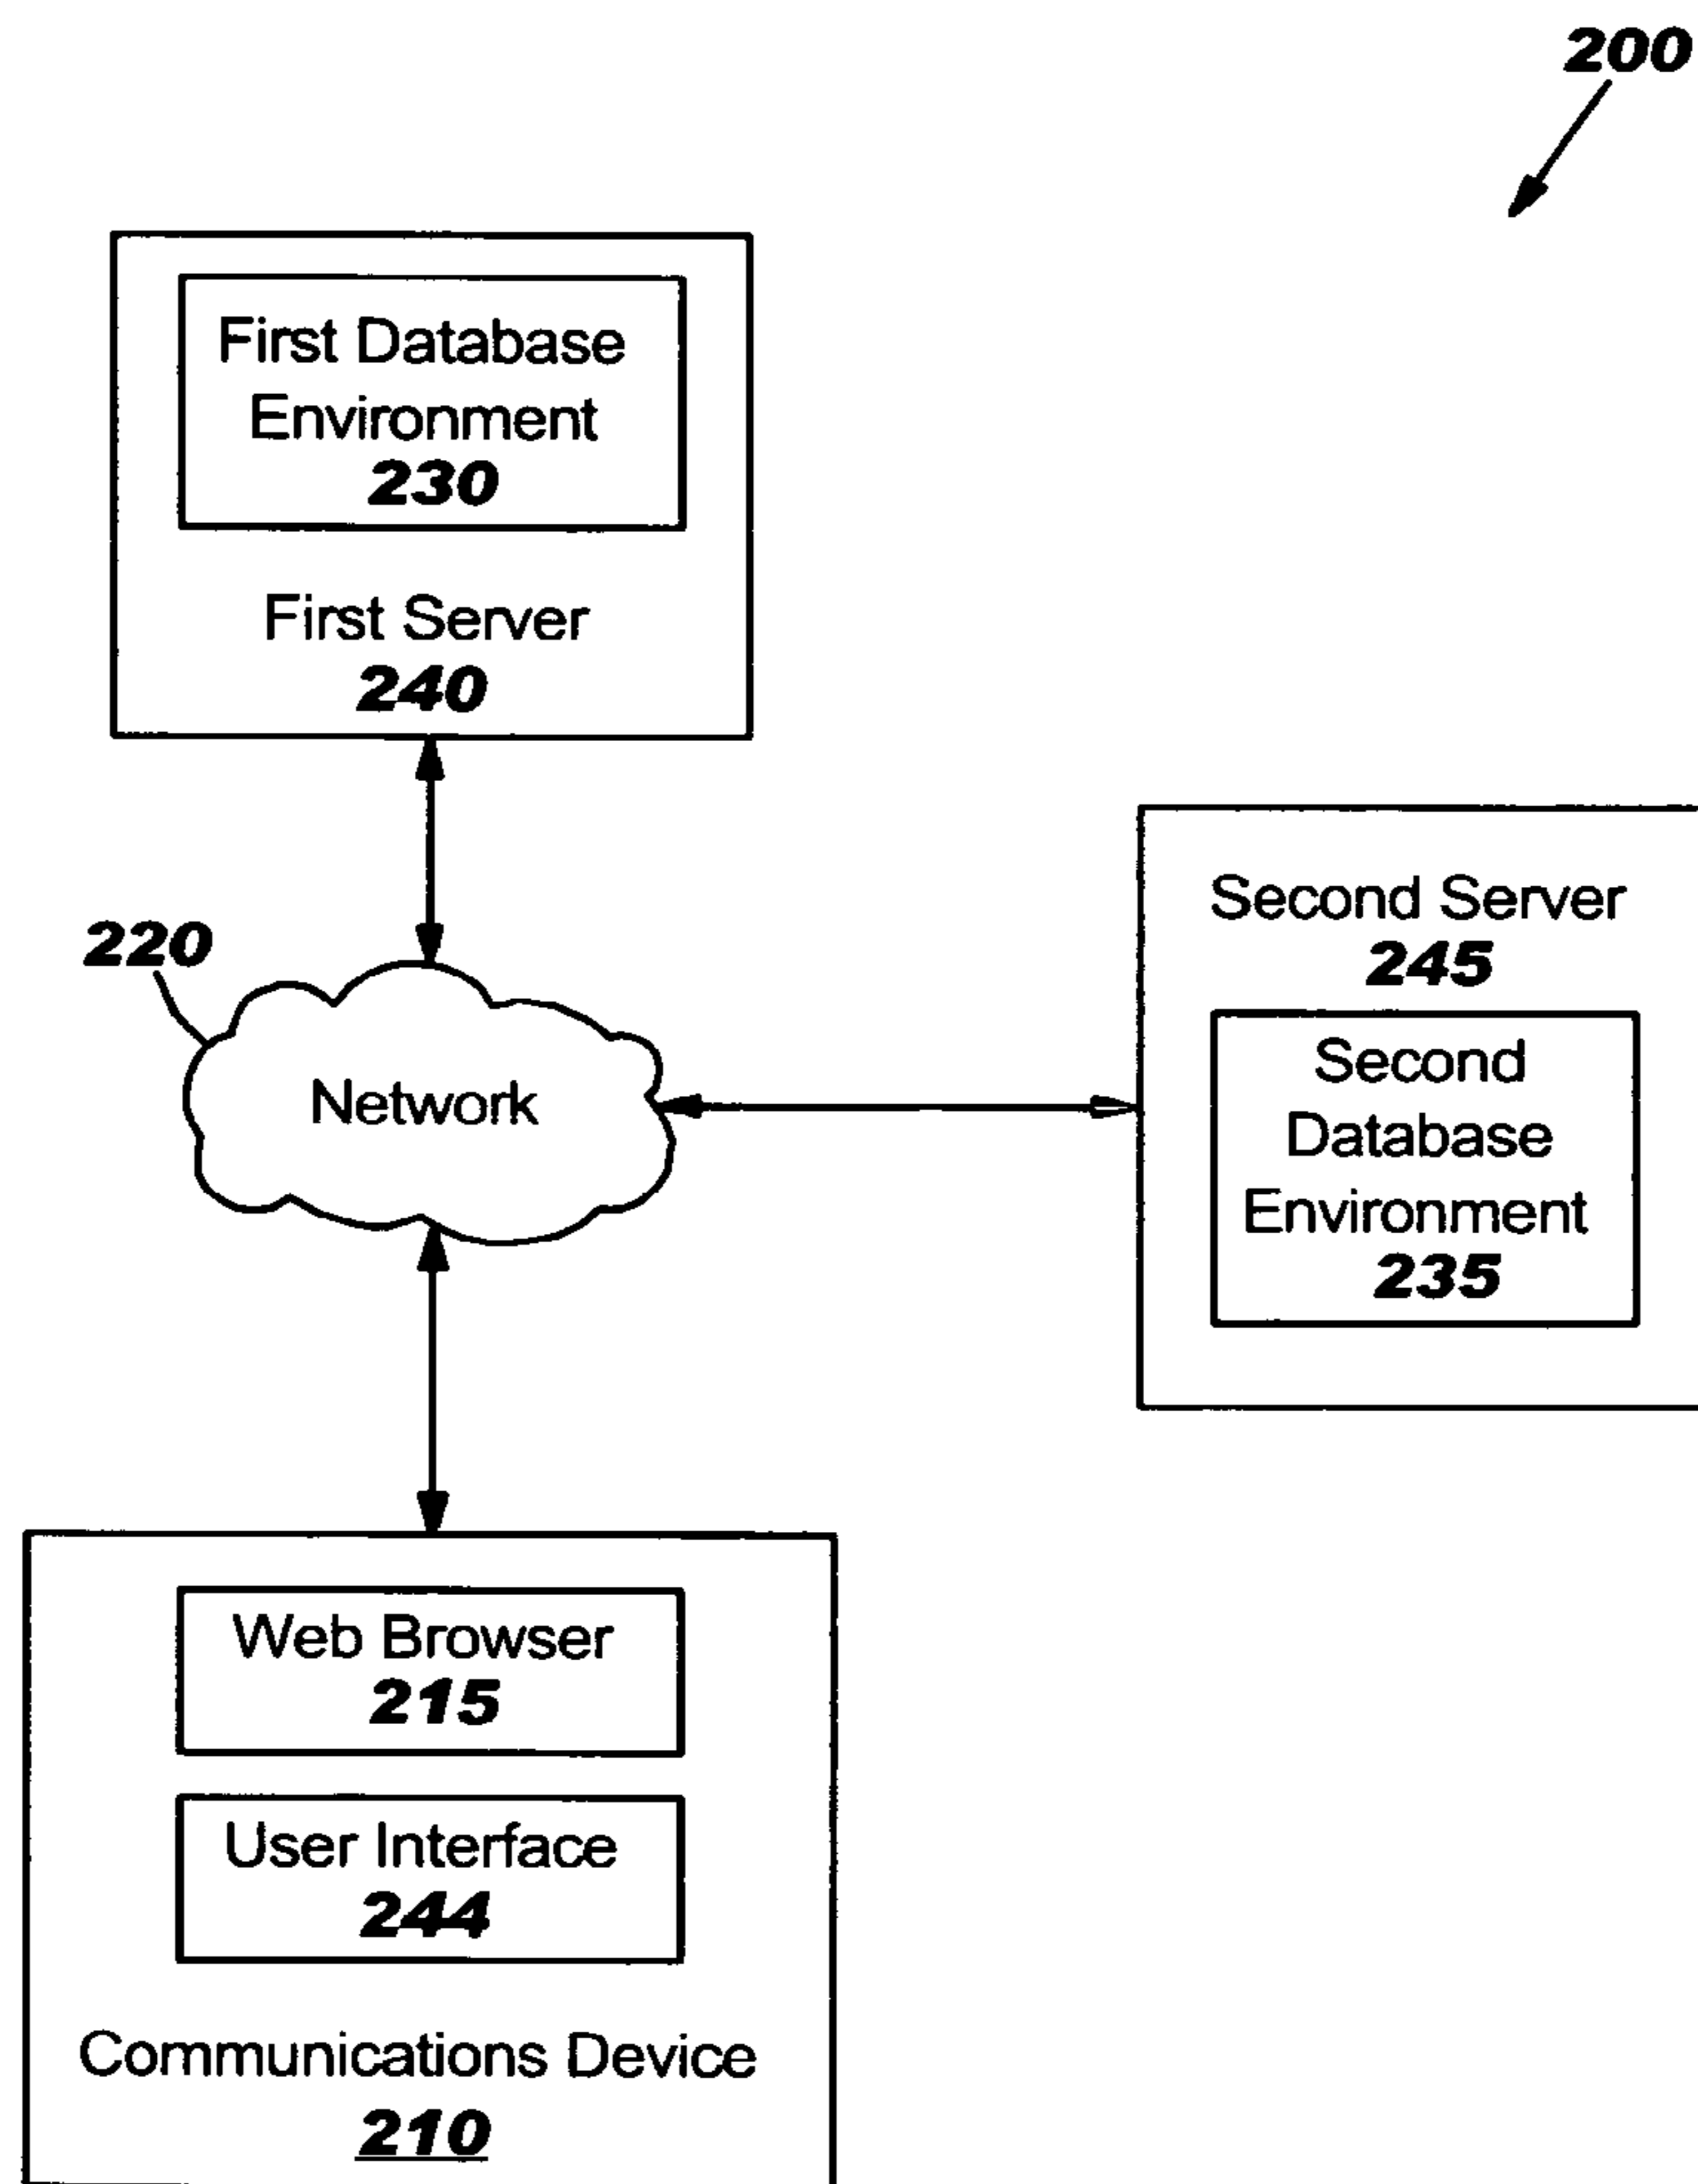 200
First Database
Environment
230
First Server
240
220
Network
Second Server
245
Second
Database
Environment
235
Web Browser
215
User Interface
244
Communications Device
210